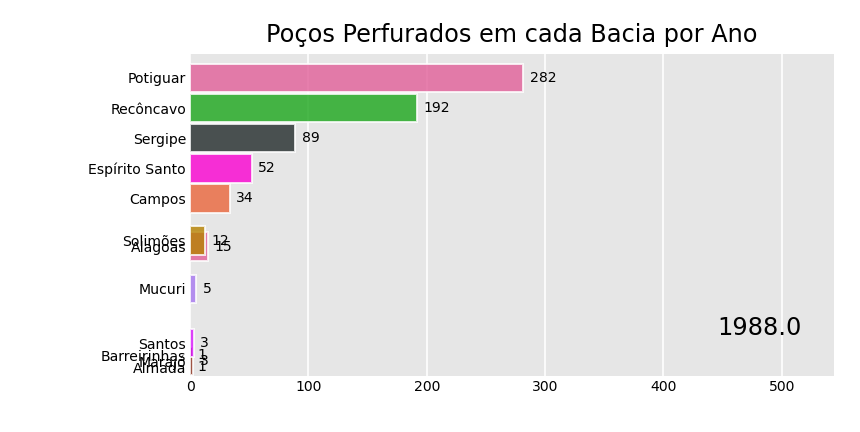 Poços Perfurados em cada Bacia por Ano
Potiguar 282
Recôncavo 192
Sergipe 89
Espírito Santo 52
Campos 34
Solimões 12
Alagoas 15
Mucuri 5
1988.0
Santos 3
Barreirinhas 1
Marajó 3
Almada 1
0 100 200 300 400 500